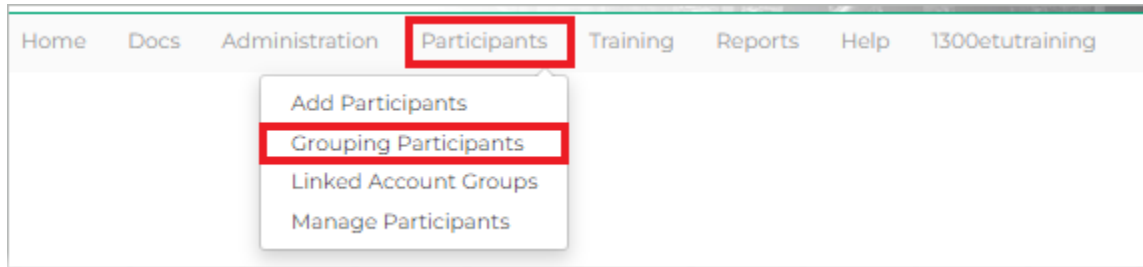 Home Docs Administration Participants Training Reports Help 1300etutraining
Add Participants
Grouping Participants
Linked Account Groups
Manage Participants